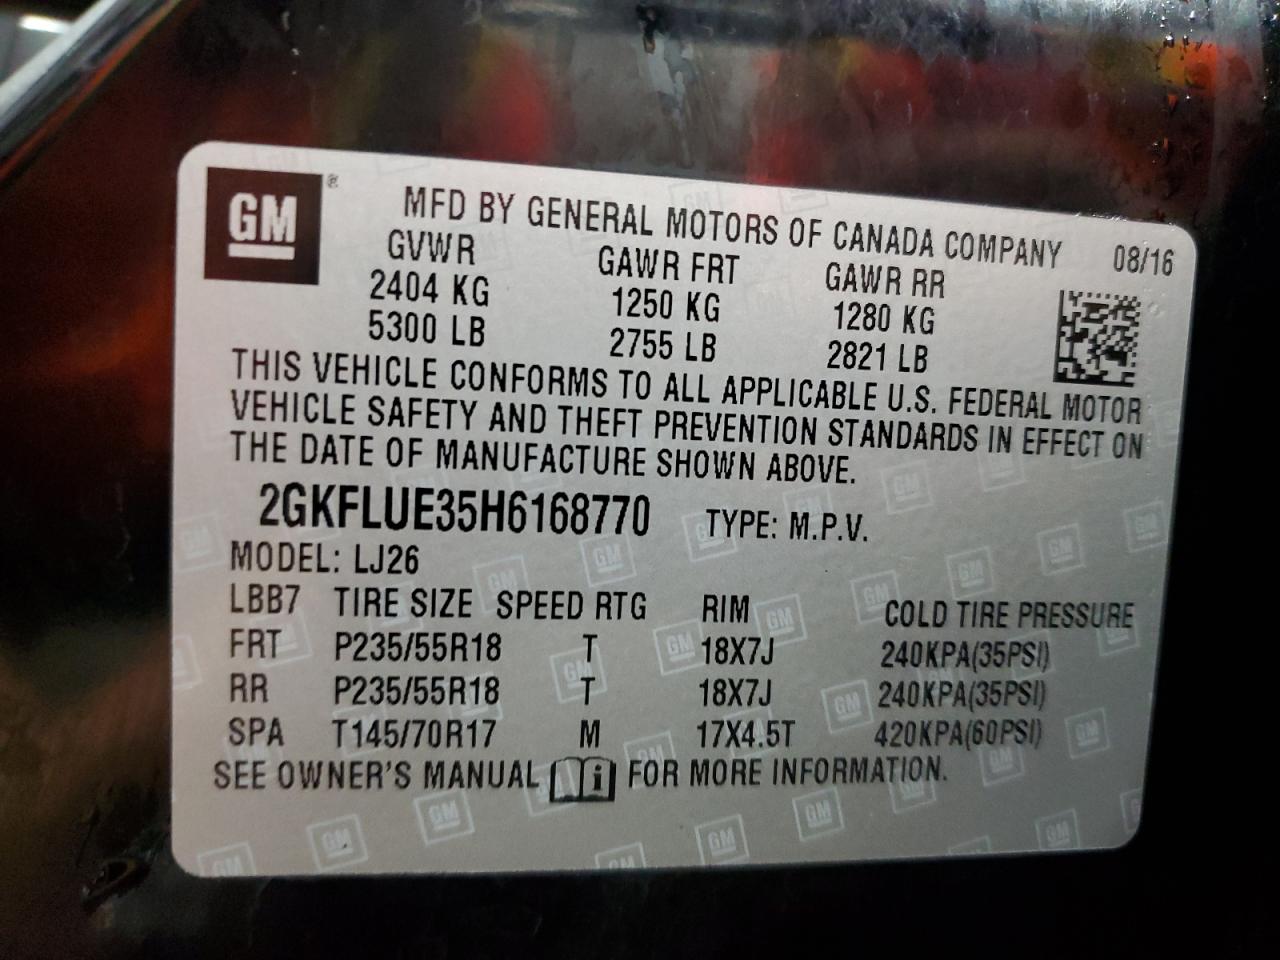 GM ®
MFD BY GENERAL MOTORS OF CANADA COMPANY 08/16
GVWR GAWR FRT GAWR RR
2404 KG 1250 KG 1280 KG
5300 LB 2755 LB 2821 LB
THIS VEHICLE CONFORMS TO ALL APPLICABLE U.S. FEDERAL MOTOR
VEHICLE SAFETY AND THEFT PREVENTION STANDARDS IN EFFECT ON
THE DATE OF MANUFACTURE SHOWN ABOVE.
2GKFLUE35H6168770 TYPE: M.P.V.
MODEL: LJ26
LBB7 TIRE SIZE SPEED RTG RIM COLD TIRE PRESSURE
FRT P235/55R18 T 18X7J 240KPA(35PSI)
RR P235/55R18 T 18X7J 240KPA(35PSI)
SPA T145/70R17 M 17X4.5T 420KPA(60PSI)
SEE OWNER'S MANUAL i FOR MORE INFORMATION.